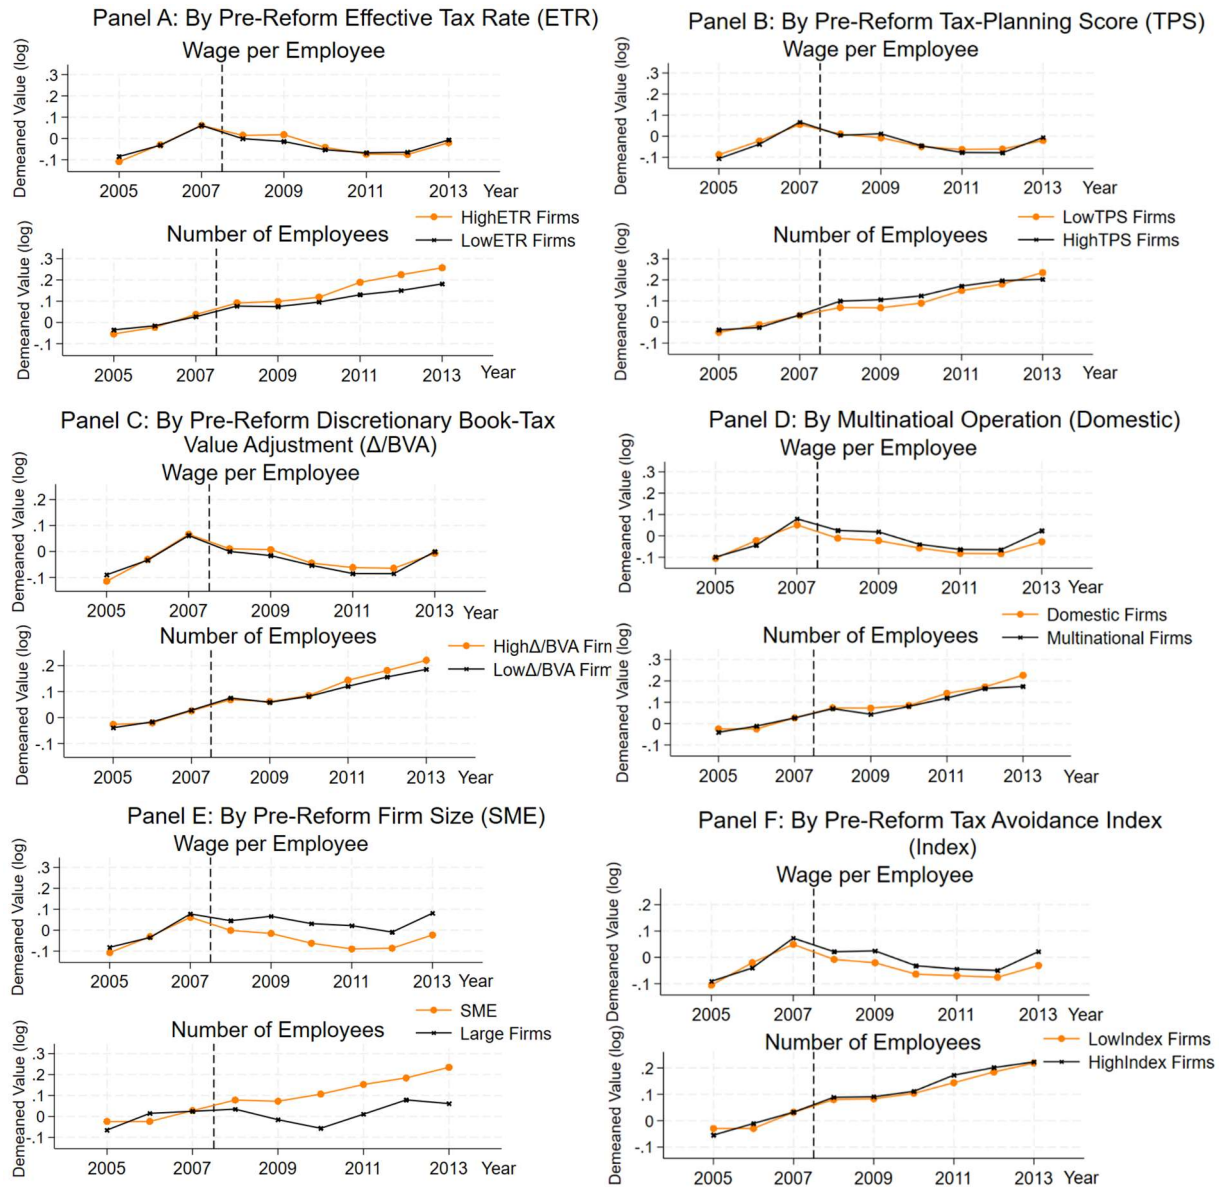 Panel A: By Pre-Reform Effective Tax Rate (ETR)
Wage per Employee
Demeaned Value (log)
.3
.2
.1
0
-.1
2005 2007 2009 2011 2013 Year
HighETR Firms
LowETR Firms
Number of Employees
Demeaned Value (log)
.3
.2
.1
0
-.1
2005 2007 2009 2011 2013 Year
Panel B: By Pre-Reform Tax-Planning Score (TPS)
Wage per Employee
Demeaned Value (log)
.3
.2
.1
0
-.1
2005 2007 2009 2011 2013 Year
LowTPS Firms
HighTPS Firms
Number of Employees
Demeaned Value (log)
.3
.2
.1
0
-.1
2005 2007 2009 2011 2013 Year
Panel C: By Pre-Reform Discretionary Book-Tax
Value Adjustment (Δ/BVA)
Wage per Employee
Demeaned Value (log)
.2
.1
0
-.1
2005 2007 2009 2011 2013 Year
Number of Employees
HighΔ/BVA Firm
LowΔ/BVA Firm
Demeaned Value (log)
.2
.1
0
-.1
2005 2007 2009 2011 2013 Year
Panel D: By Multinatioal Operation (Domestic)
Wage per Employee
Demeaned Value (log)
.3
.2
.1
0
-.1
2005 2007 2009 2011 2013 Year
Domestic Firms
Multinational Firms
Number of Employees
Demeaned Value (log)
.3
.2
.1
0
-.1
2005 2007 2009 2011 2013 Year
Panel E: By Pre-Reform Firm Size (SME)
Wage per Employee
Demeaned Value (log)
.3
.2
.1
0
-.1
2005 2007 2009 2011 2013 Year
SME
Large Firms
Number of Employees
Demeaned Value (log)
.3
.2
.1
0
-.1
2005 2007 2009 2011 2013 Year
Panel F: By Pre-Reform Tax Avoidance Index
(Index)
Wage per Employee
Demeaned Value (log)
.2
.1
0
-.1
2005 2007 2009 2011 2013 Year
LowIndex Firms
HighIndex Firms
Number of Employees
Demeaned Value (log)
.2
.1
0
-.1
2005 2007 2009 2011 2013 Year